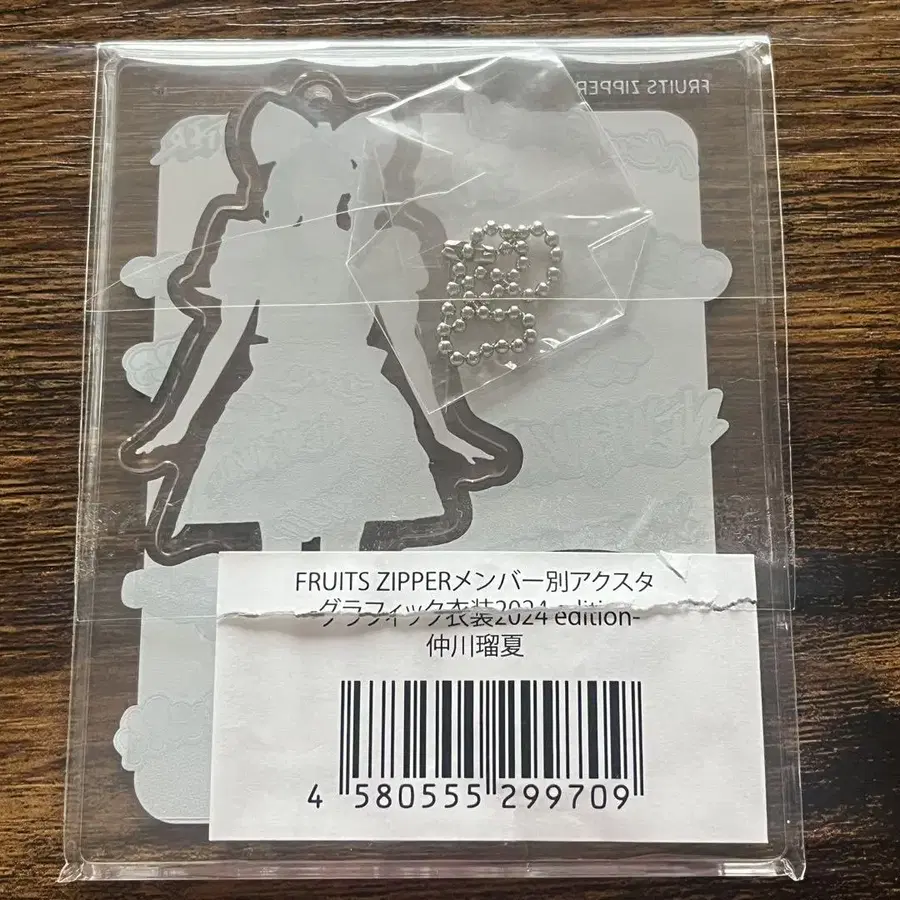 FRUITS ZIPPER
FRUITS ZIPPERメンバー別アクスタ
グラフィック衣装2024 edition-
仲川瑠夏
4 580555 299709